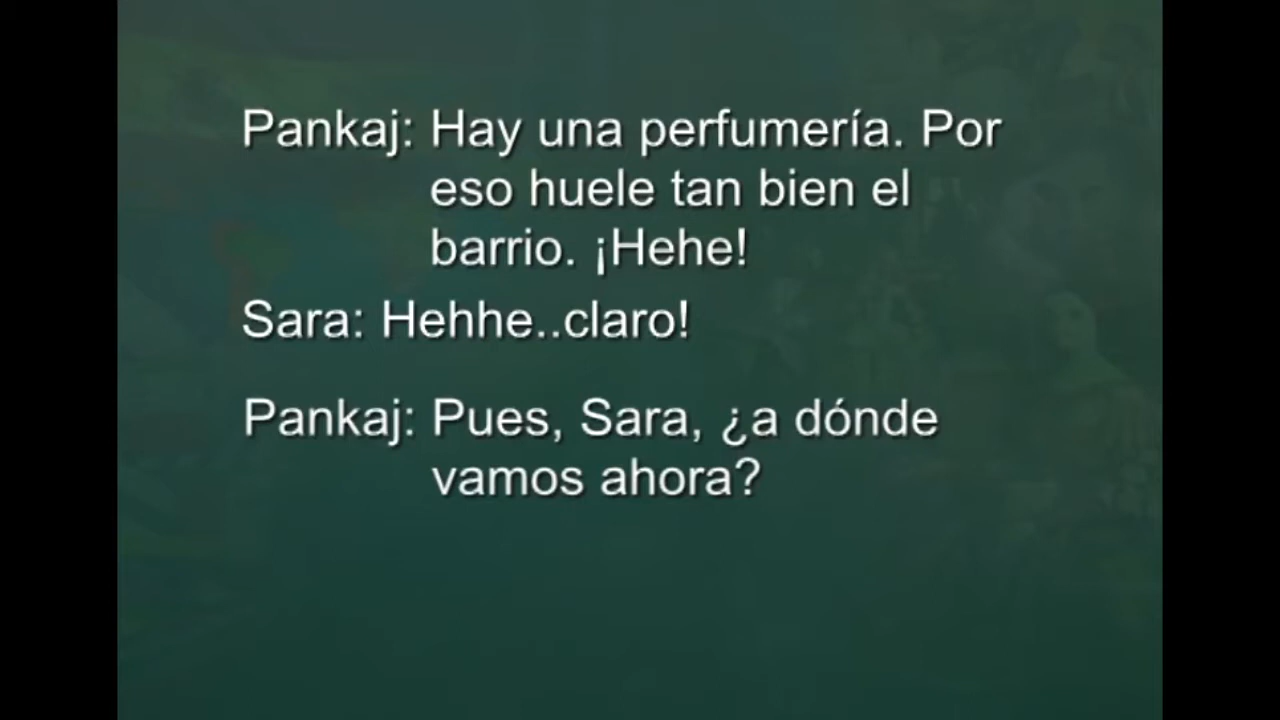 Pankaj: Hay una perfumería. Por
eso huele tan bien el
barrio. ¡Hehe!
Sara: Hehhe..claro!
Pankaj: Pues, Sara, ¿a dónde
vamos ahora?